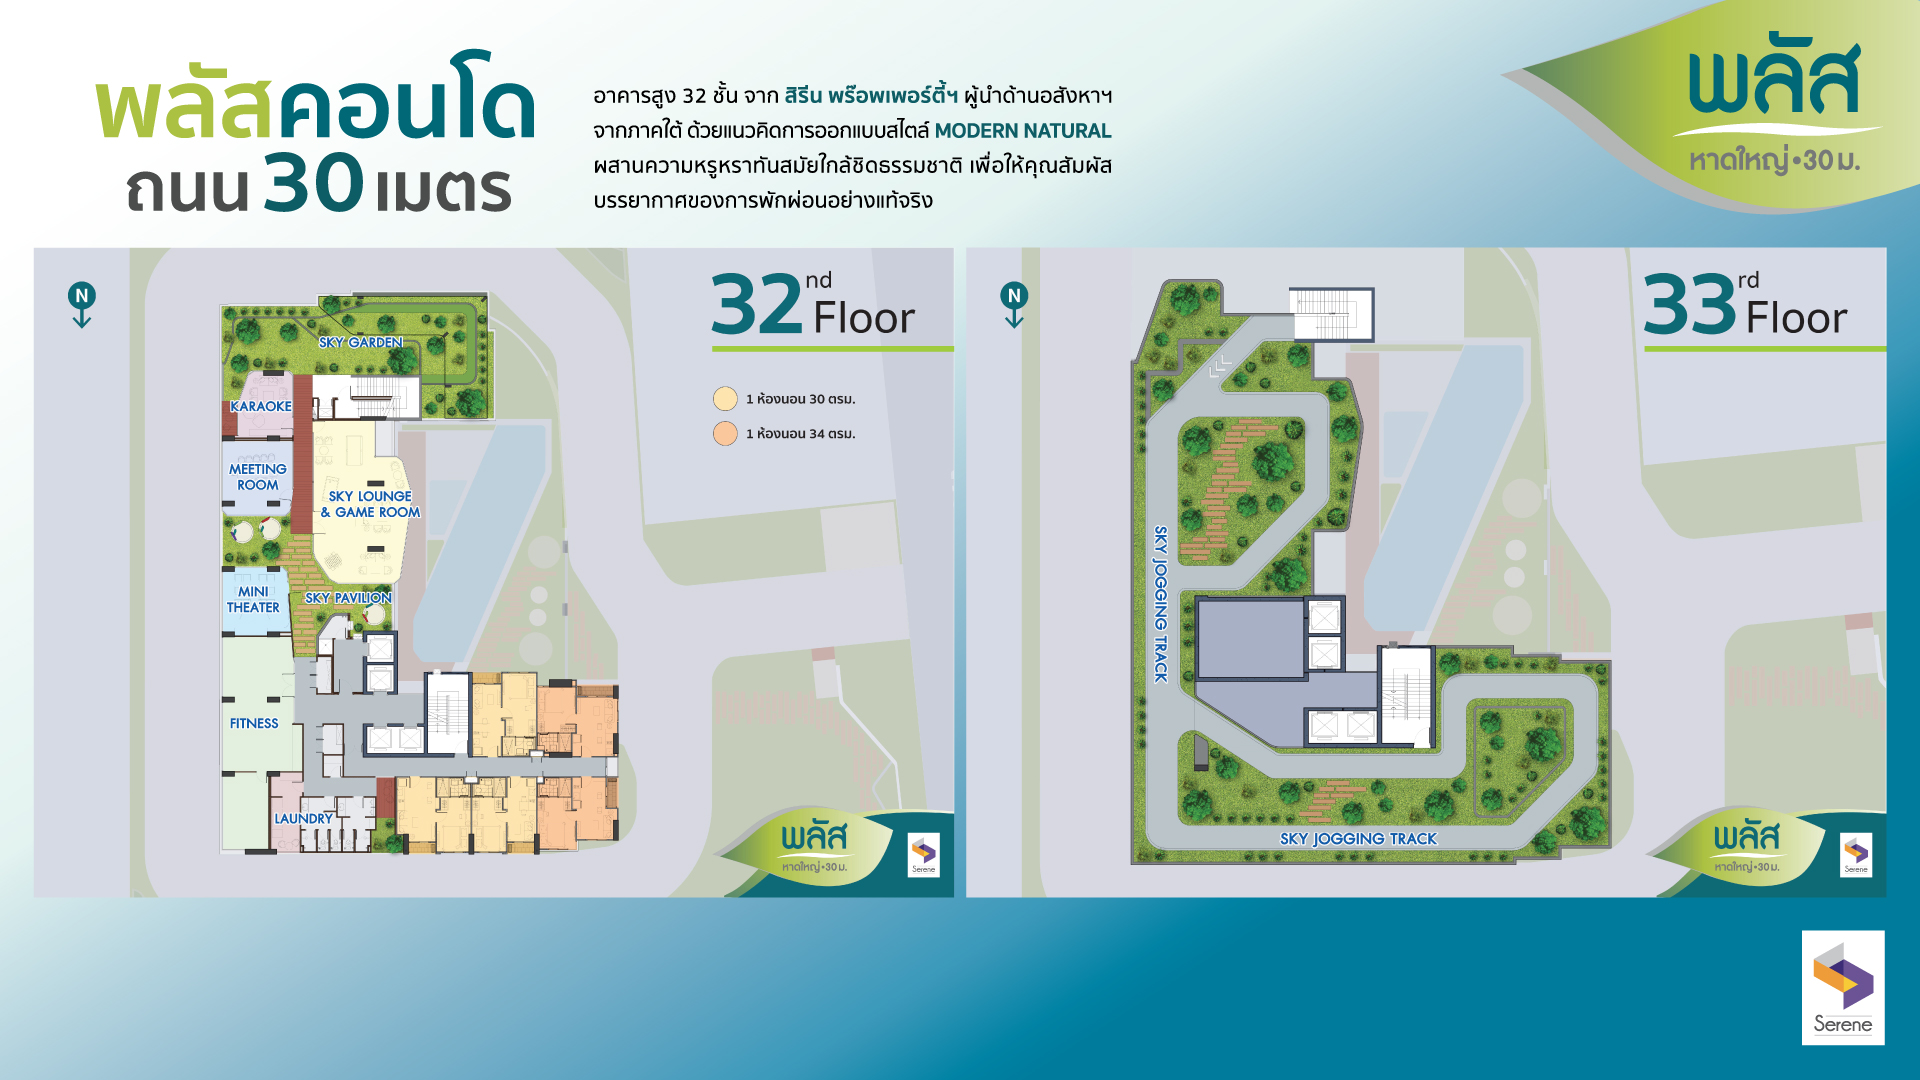 พลัสคอนโด
ถนน 30 เมตร
อาคารสูง 32 ชั้น จาก สิรีน พร๊อพเพอร์ตี้ฯ ผู้นำด้านอสังหาฯ
จากภาคใต้ ด้วยแนวคิดการออกแบบสไตล์ MODERN NATURAL
ผสานความหรูหราทันสมัยใกล้ชิดธรรมชาติ เพื่อให้คุณสัมผัส
บรรยากาศของการพักผ่อนอย่างแท้จริง
พลัส
หาดใหญ่•30 ม.
N
32nd Floor
1 ห้องนอน 30 ตรม.
1 ห้องนอน 34 ตรม.
SKY GARDEN
KARAOKE
MEETING
ROOM
SKY LOUNGE
& GAME ROOM
MINI
THEATER
SKY PAVILION
FITNESS
LAUNDRY
พลัส
หาดใหญ่•30 ม.
Serene
N
33rd Floor
SKY JOGGING TRACK
SKY JOGGING TRACK
พลัส
หาดใหญ่•30 ม.
Serene
Serene